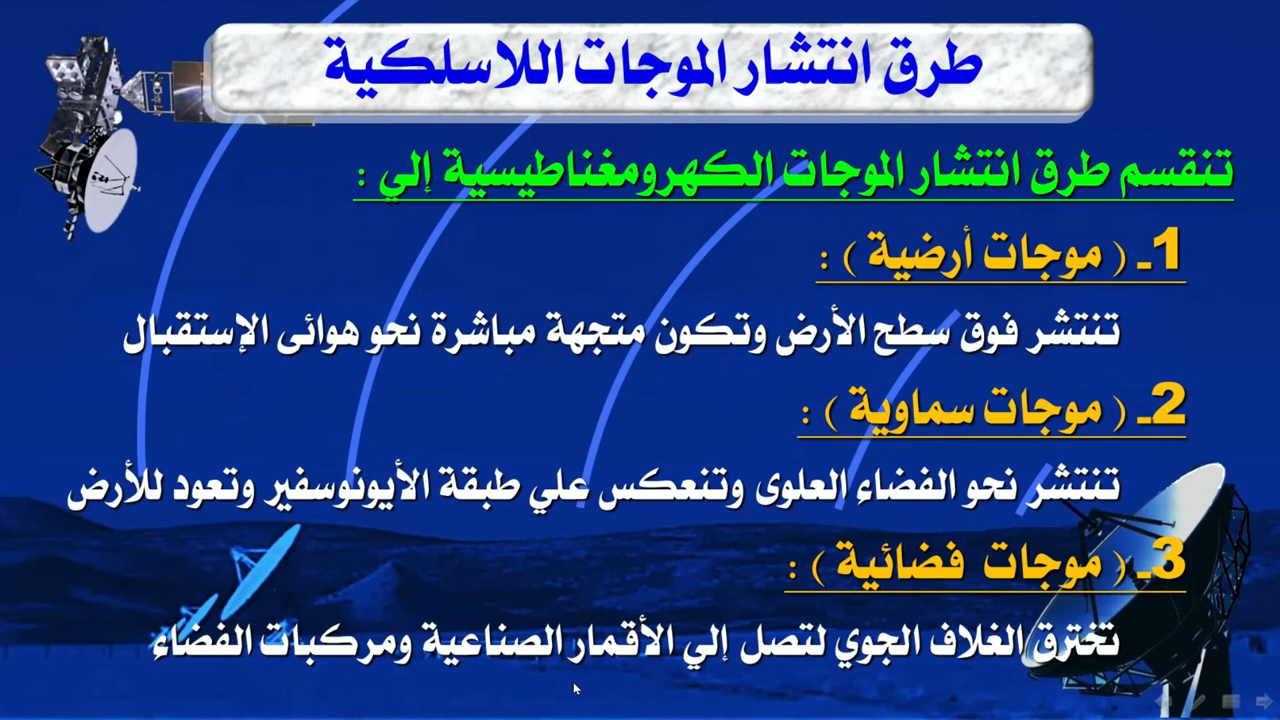 طرق انتشار الموجات اللاسلكية
تنقسم طرق انتشار الموجات الكهرومغناطيسية إلي :
1ـ ( موجات أرضية ) :
تنتشر فوق سطح الأرض وتكون متجهة مباشرة نحو هوائى الإستقبال
2ـ ( موجات سماوية ) :
تنتشر نحو الفضاء العلوى وتنعكس علي طبقة الأيونوسفير وتعود للأرض
3ـ ( موجات فضائية ) :
تخترق الغلاف الجوي لتصل إلي الأقمار الصناعية ومركبات الفضاء